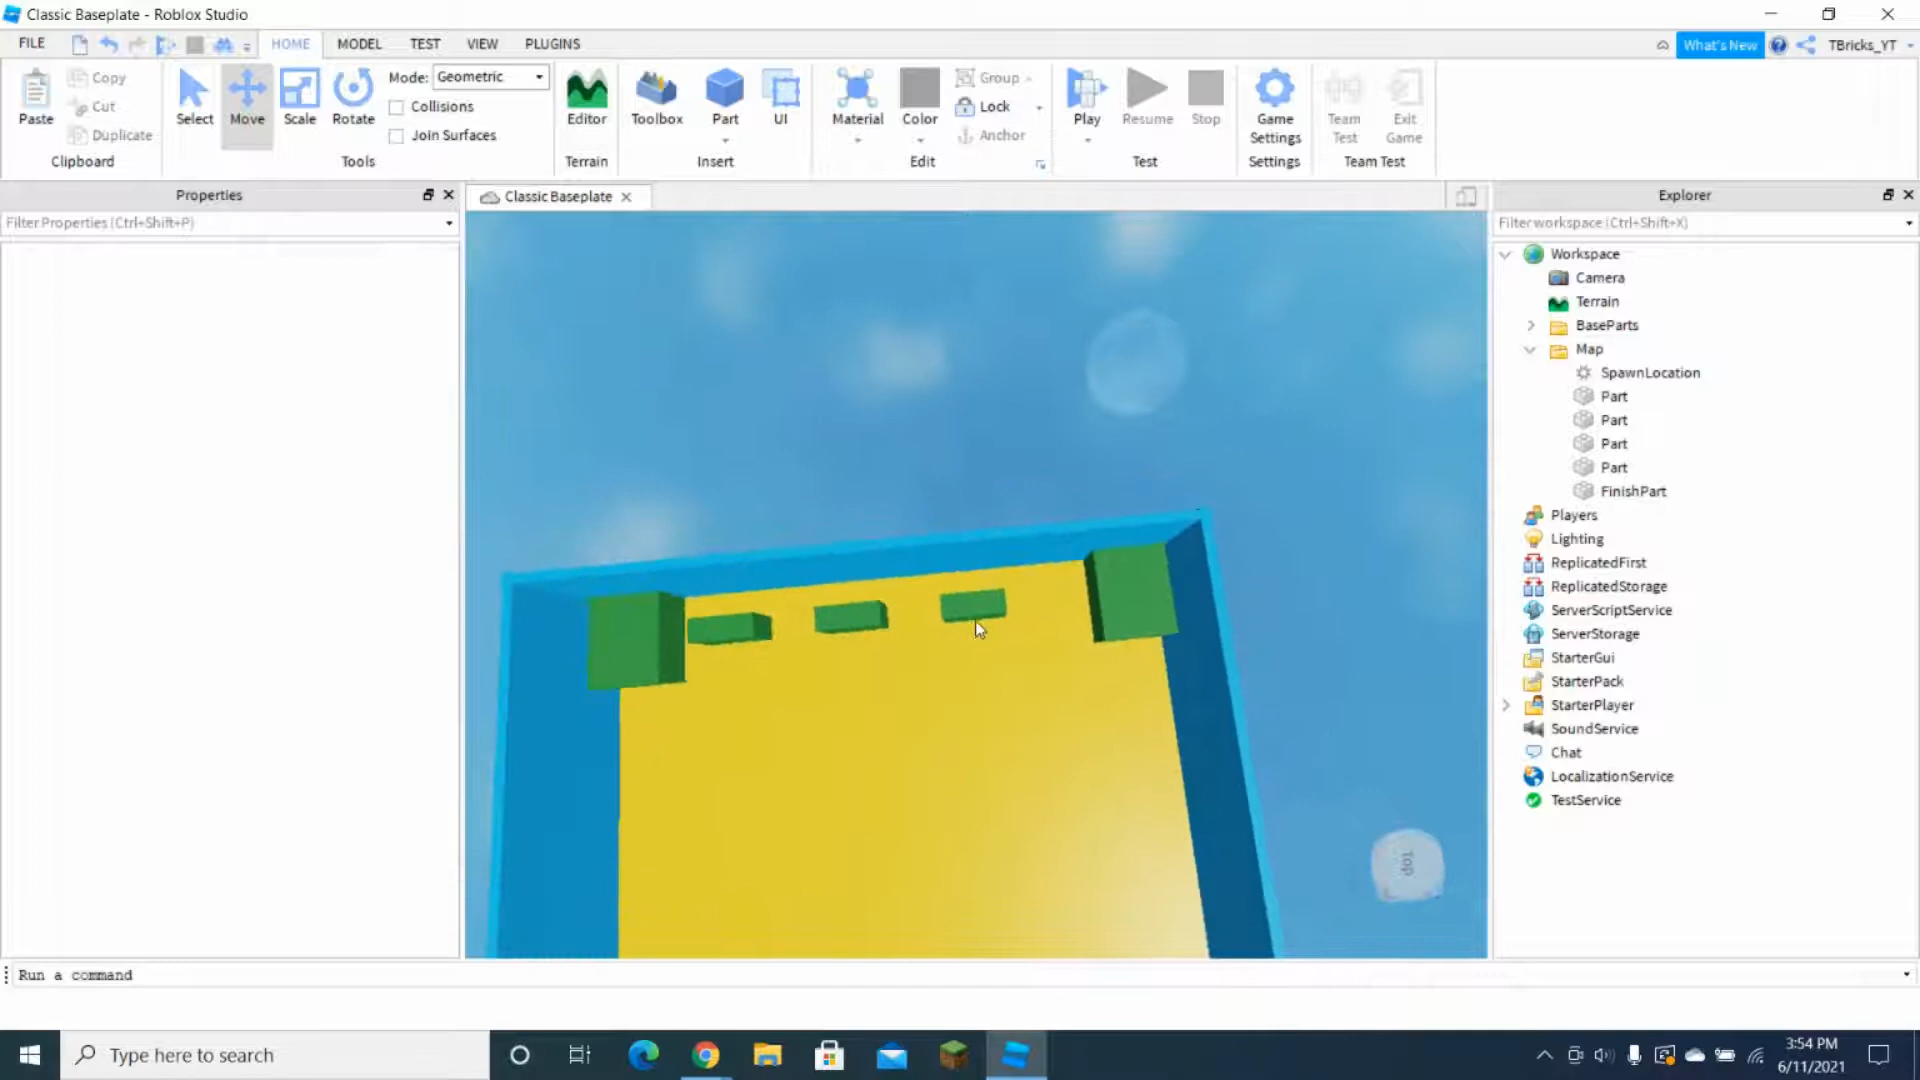 Classic Baseplate - Roblox Studio
FILE HOME MODEL TEST VIEW PLUGINS What's New TBricks_YT
Paste Copy Cut Duplicate Clipboard
Select Move Scale Rotate Mode: Geometric Collisions Join Surfaces Tools
Editor Terrain
Toolbox Part UI Insert
Material Color Group Lock Anchor Edit
Play Resume Stop Test
Game Settings Settings
Team Test Exit Game Team Test
Properties
Filter Properties (Ctrl+Shift+P)
Classic Baseplate
Top
Explorer
Filter workspace (Ctrl+Shift+X)
Workspace
Camera
Terrain
BaseParts
Map
SpawnLocation
Part
Part
Part
Part
FinishPart
Players
Lighting
ReplicatedFirst
ReplicatedStorage
ServerScriptService
ServerStorage
StarterGui
StarterPack
StarterPlayer
SoundService
Chat
LocalizationService
TestService
Run a command
Type here to search
3:54 PM
6/11/2021